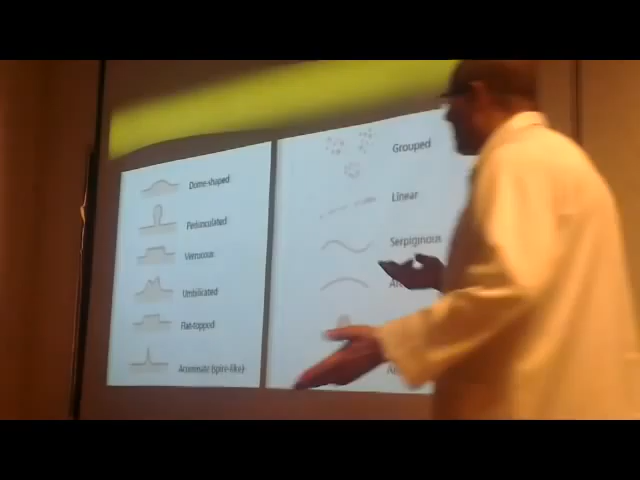 Dome-shaped
Pedunculated
Verrucous
Umbilicated
Flat-topped
Acuminate (spire-like)
Grouped
Linear
Serpiginous